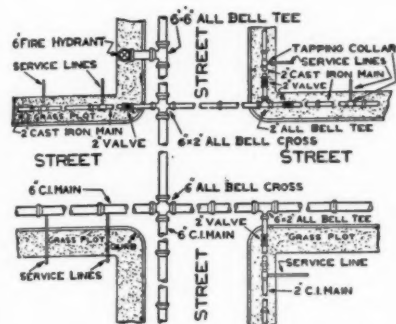 6"×6" ALL BELL TEE
6" FIRE HYDRANT
SERVICE LINES
STREET
TAPPING COLLAR
SERVICE LINES
2" CAST IRON MAIN
2" VALVE
GRASS PLOT
2" CAST IRON MAIN
2" VALVE
6"×2" ALL BELL CROSS
2" ALL BELL TEE
STREET
STREET
6" C.I. MAIN
6" ALL BELL CROSS
2" VALVE
6"×2" ALL BELL TEE
GRASS PLOT
CURB
6" C.I. MAIN
GRASS PLOT
SERVICE LINES
STREET
SERVICE LINE
2" C.I. MAIN